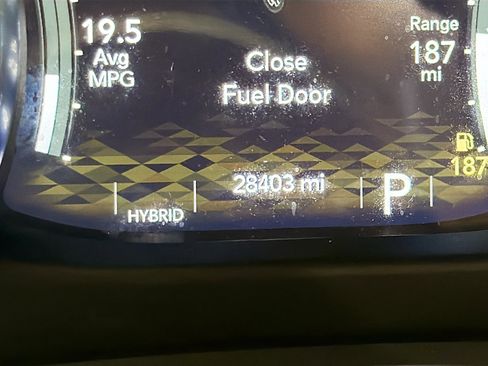 19.5
Avg
MPG
Close
Fuel Door
Range
187
mi
187
28403 mi
HYBRID
P